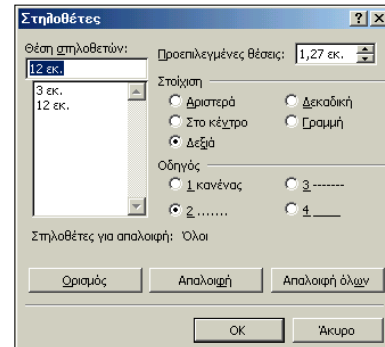 Στηλοθέτες
Θέση στηλοθετών:
12 εκ.
3 εκ.
12 εκ.
Προεπιλεγμένες θέσεις: 1,27 εκ.
Στοίχιση
Αριστερά Δεκαδική
Στο κέντρο Γραμμή
Δεξιά
Οδηγός
1 κανένας 3 -------
2 ....... 4 ____
Στηλοθέτες για απαλοιφή: Όλοι
Ορισμός Απαλοιφή Απαλοιφή όλων
OK Άκυρο